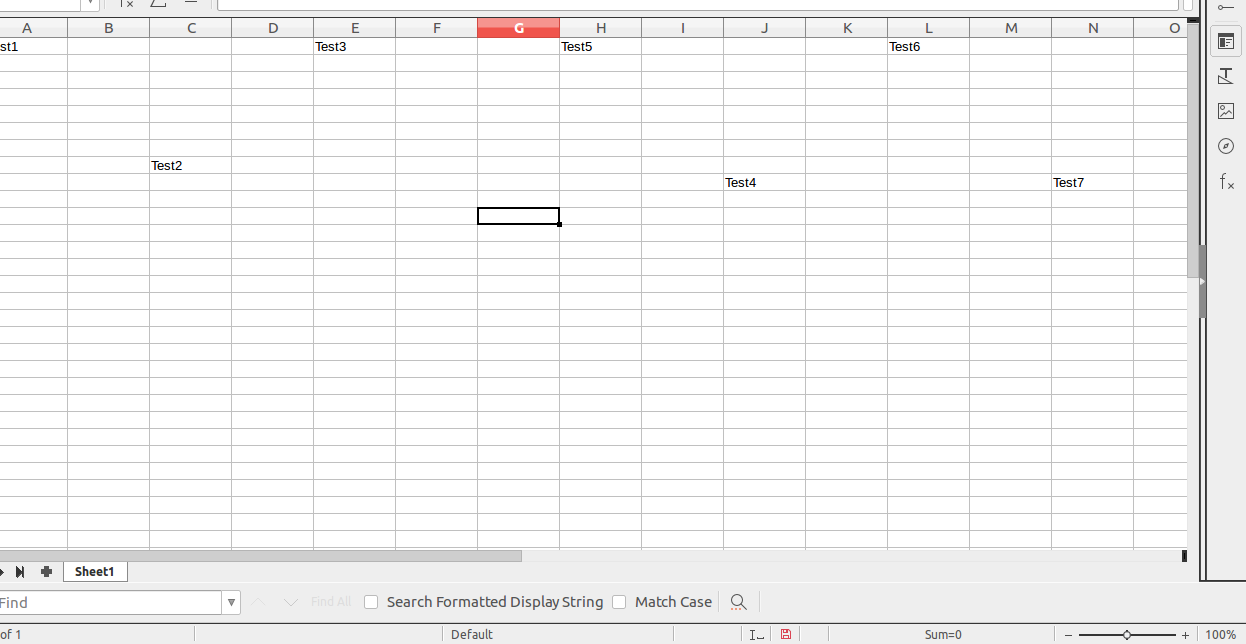 A B C D E F G H I J K L M N O
st1 Test3 Test5 Test6
Test2
Test4 Test7
Sheet1
Find Find All Search Formatted Display String Match Case
of 1 Default Sum=0 100%